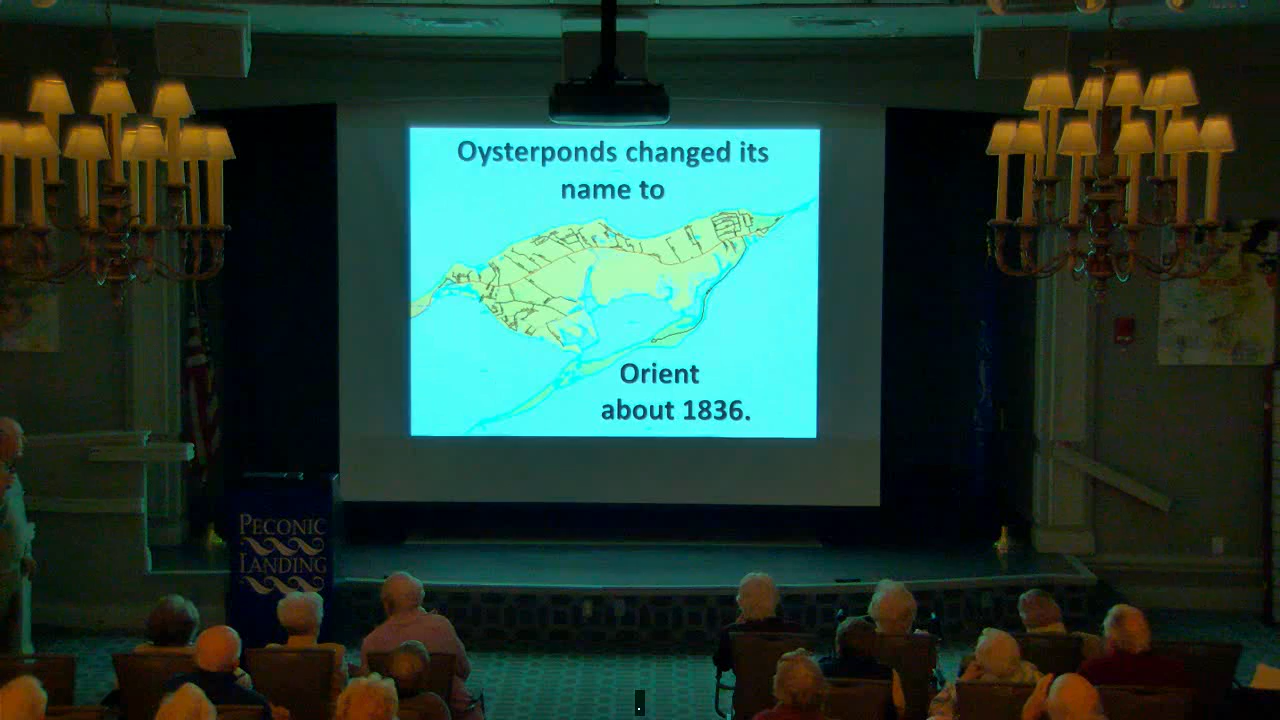 Oysterponds changed its
name to
Orient
about 1836.
PECONIC
LANDING
.